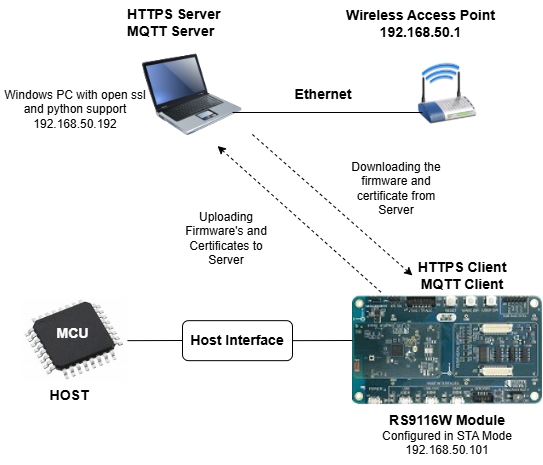 HTTPS Server
MQTT Server
Wireless Access Point
192.168.50.1
Windows PC with open ssl
and python support
192.168.50.192
Ethernet
Downloading the
firmware and
certificate from
Server
Uploading
Firmware's and
Certificates to
Server
HTTPS Client
MQTT Client
MCU
Host Interface
HOST
RS9116W Module
Configured in STA Mode
192.168.50.101